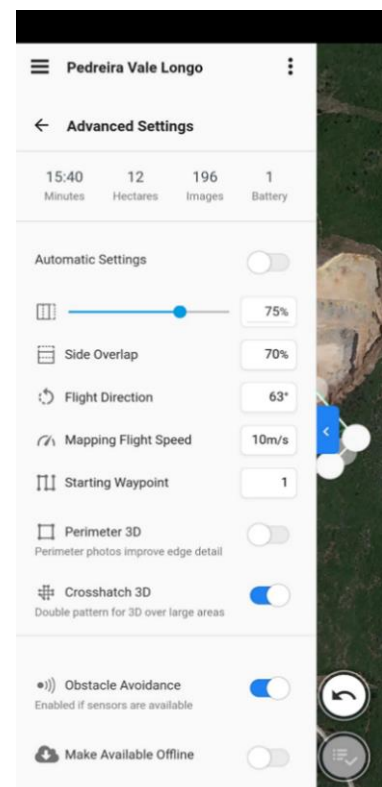 Pedreira Vale Longo
Advanced Settings
15:40 12 196 1
Minutes Hectares Images Battery
Automatic Settings
75%
Side Overlap 70%
Flight Direction 63°
Mapping Flight Speed 10m/s
Starting Waypoint 1
Perimeter 3D
Perimeter photos improve edge detail
Crosshatch 3D
Double pattern for 3D over large areas
Obstacle Avoidance
Enabled if sensors are available
Make Available Offline